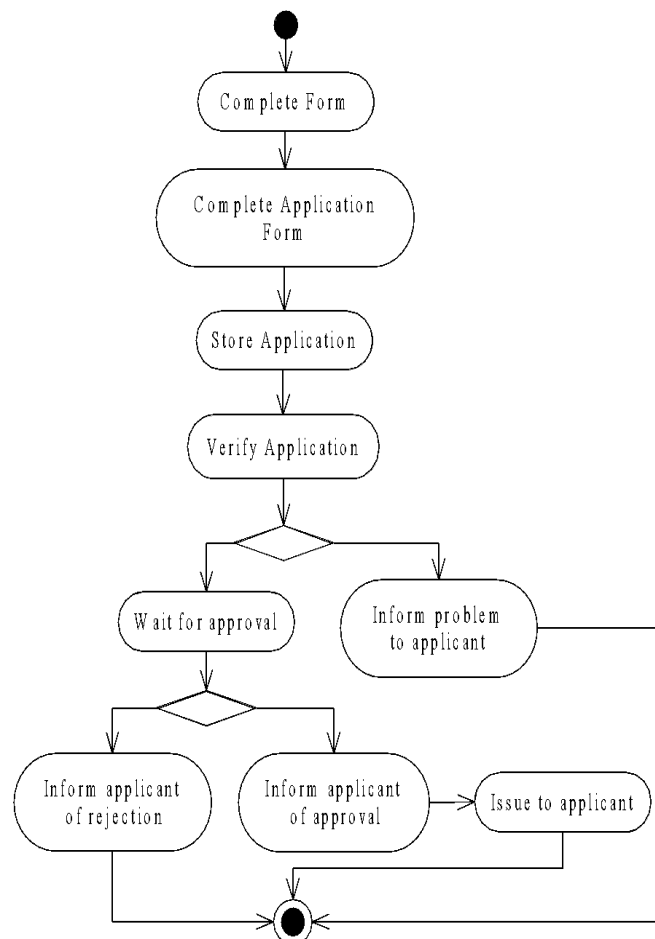 Complete Form
Complete Application
Form
Store Application
Verify Application
Wait for approval
Inform problem
to applicant
Inform applicant
of rejection
Inform applicant
of approval
Issue to applicant